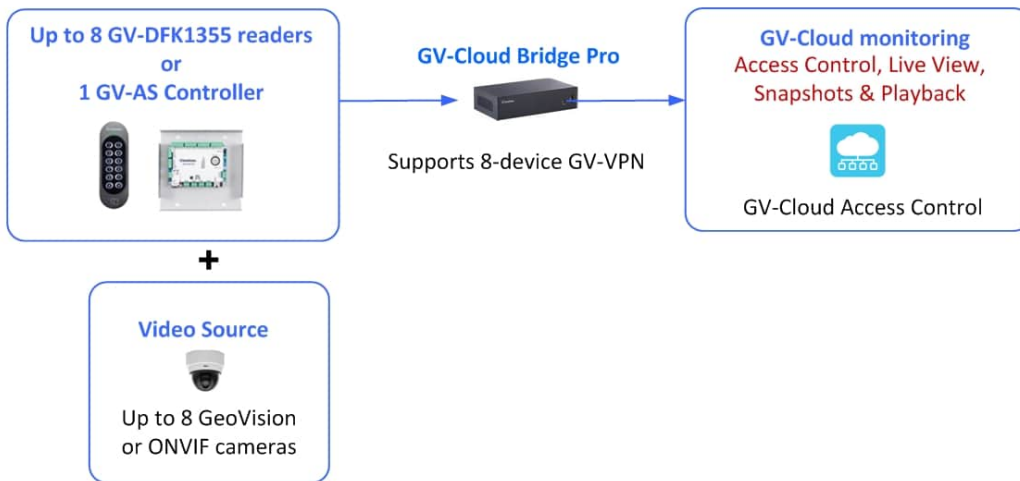 Up to 8 GV-DFK1355 readers
or
1 GV-AS Controller
GV-Cloud Bridge Pro
Supports 8-device GV-VPN
GV-Cloud monitoring
Access Control, Live View,
Snapshots & Playback
GV-Cloud Access Control
+
Video Source
Up to 8 GeoVision
or ONVIF cameras